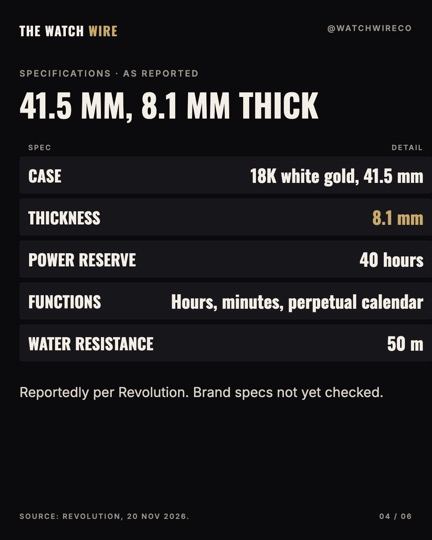 THE WATCH WIRE
@WATCHWIRECO
SPECIFICATIONS · AS REPORTED
41.5 MM, 8.1 MM THICK
SPEC DETAIL
CASE 18K white gold, 41.5 mm
THICKNESS 8.1 mm
POWER RESERVE 40 hours
FUNCTIONS Hours, minutes, perpetual calendar
WATER RESISTANCE 50 m
Reportedly per Revolution. Brand specs not yet checked.
SOURCE: REVOLUTION, 20 NOV 2026.
04 / 06